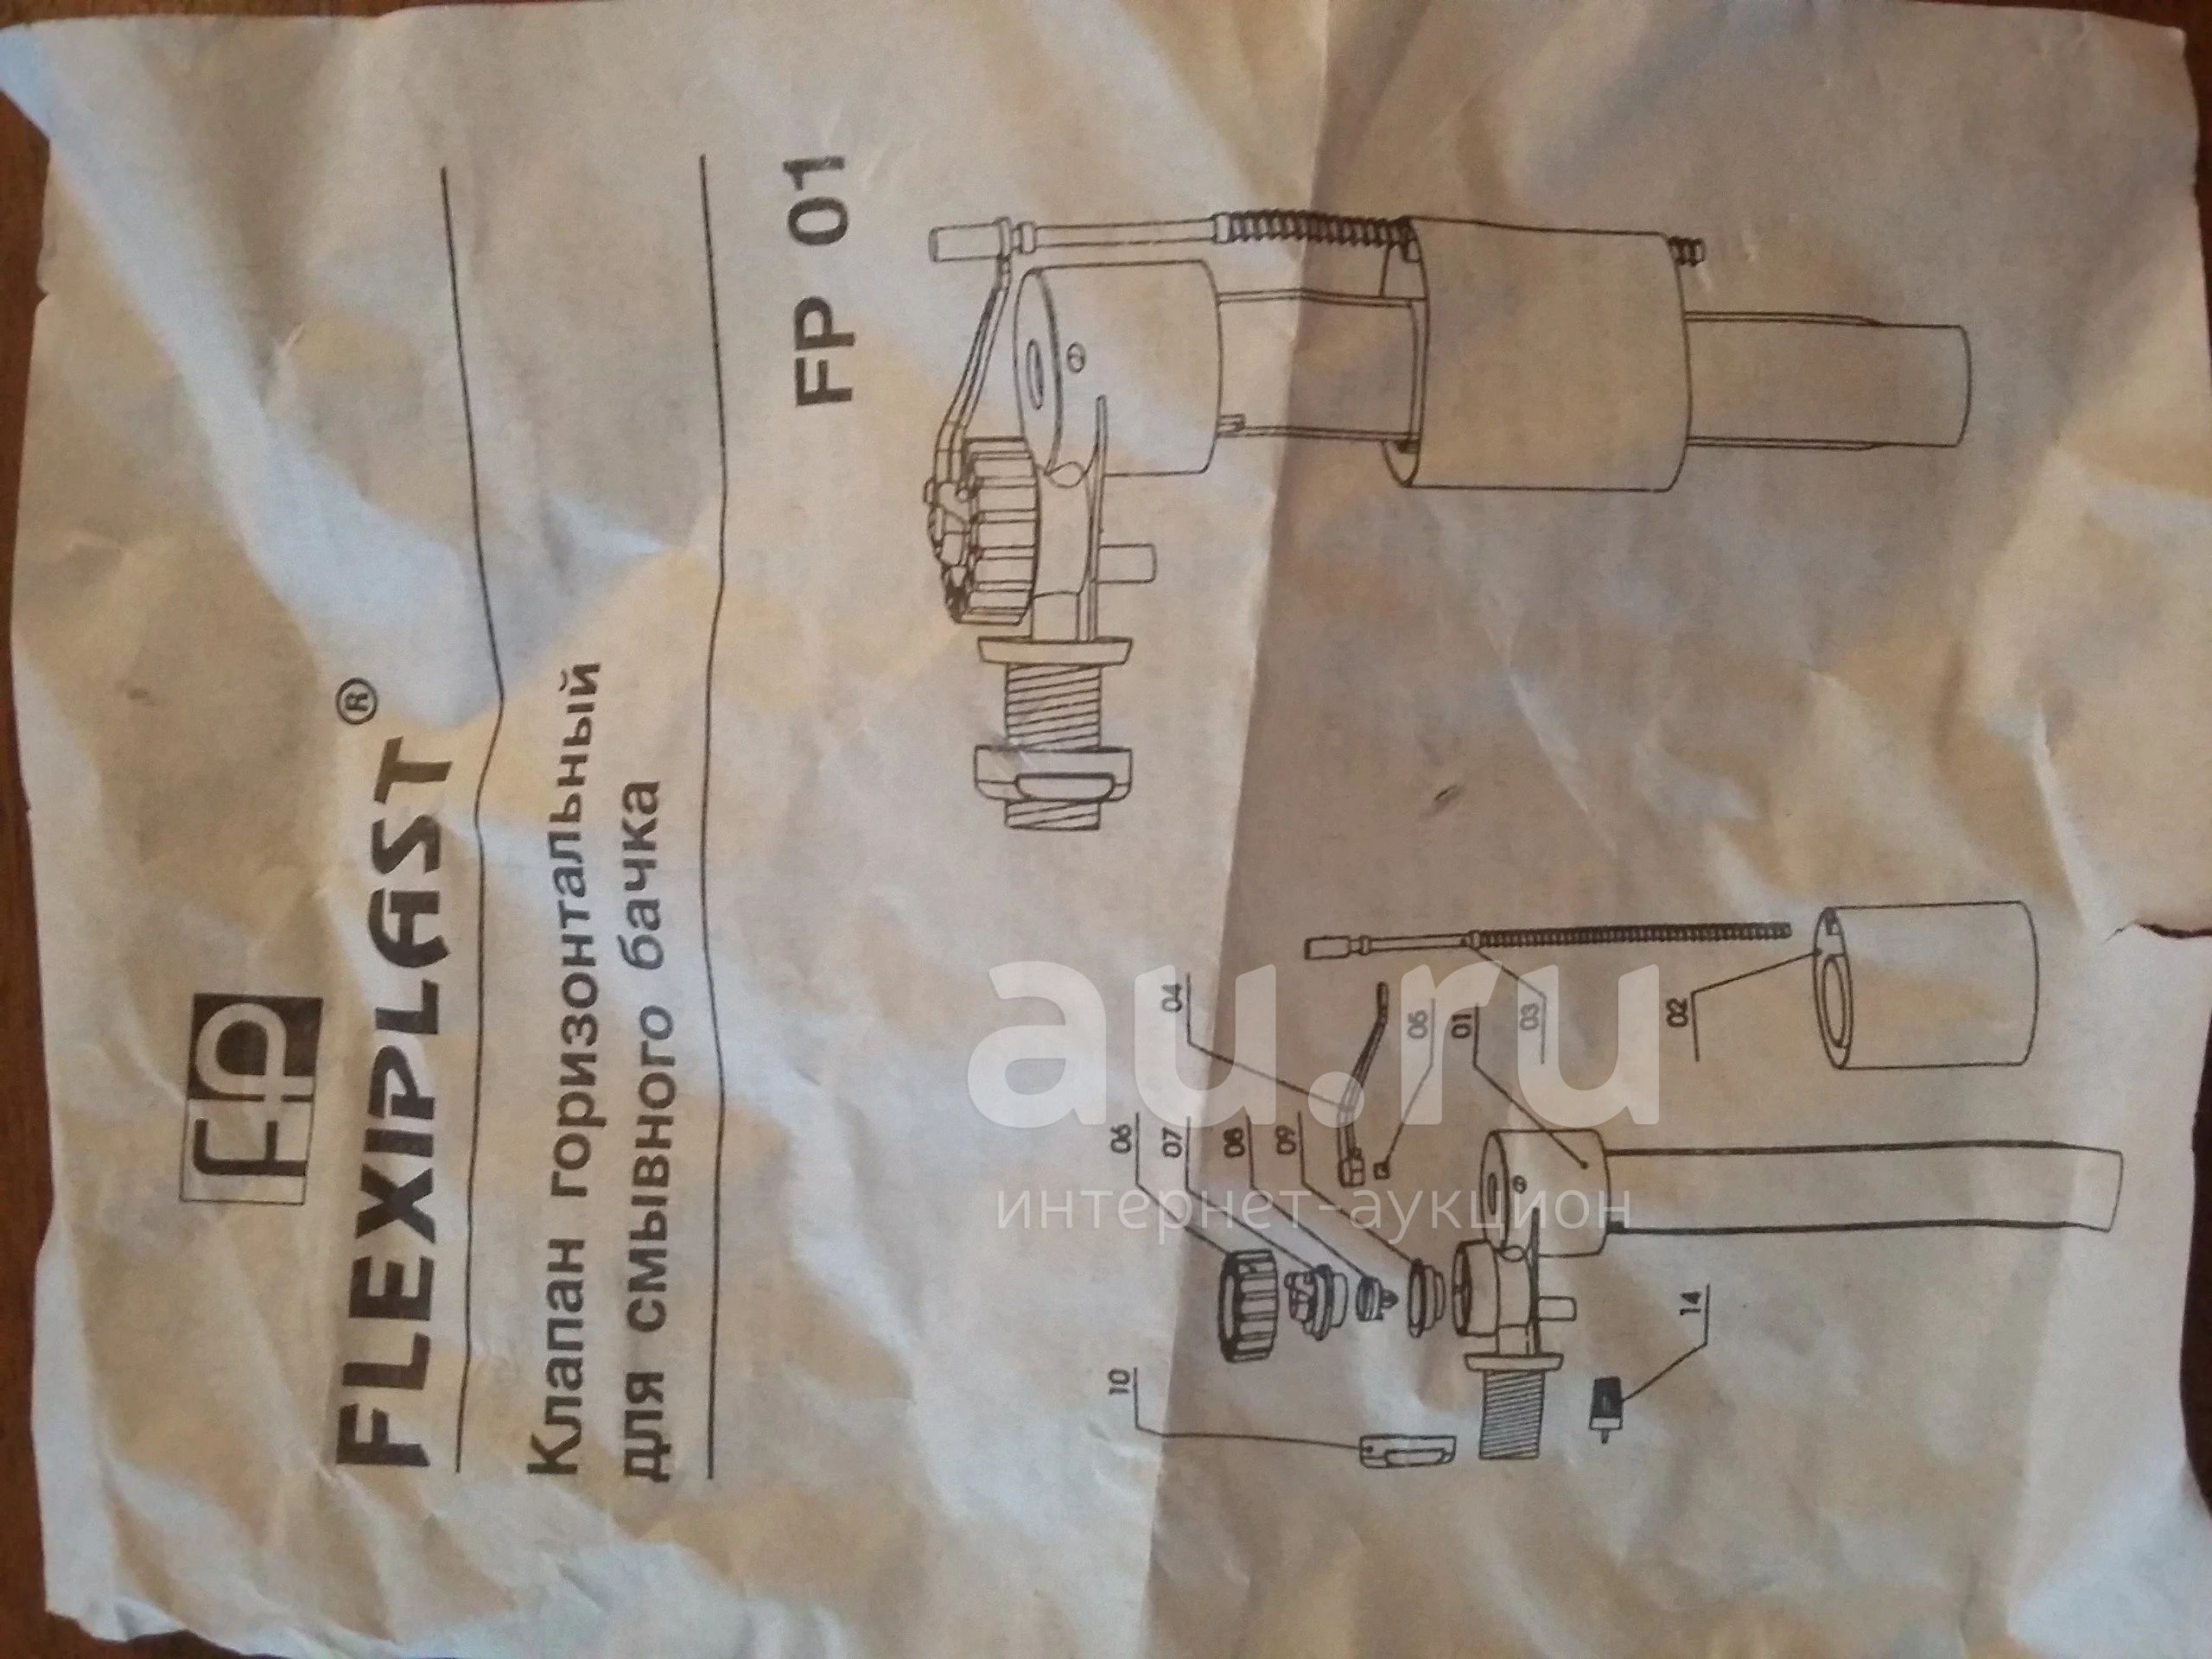 FP
FLEXIPLAST®
Клапан горизонтальный
для смывного бачка
FP 01
06
07
08
09
04
05
01
03
02
10
14
au.ru
интернет-аукцион